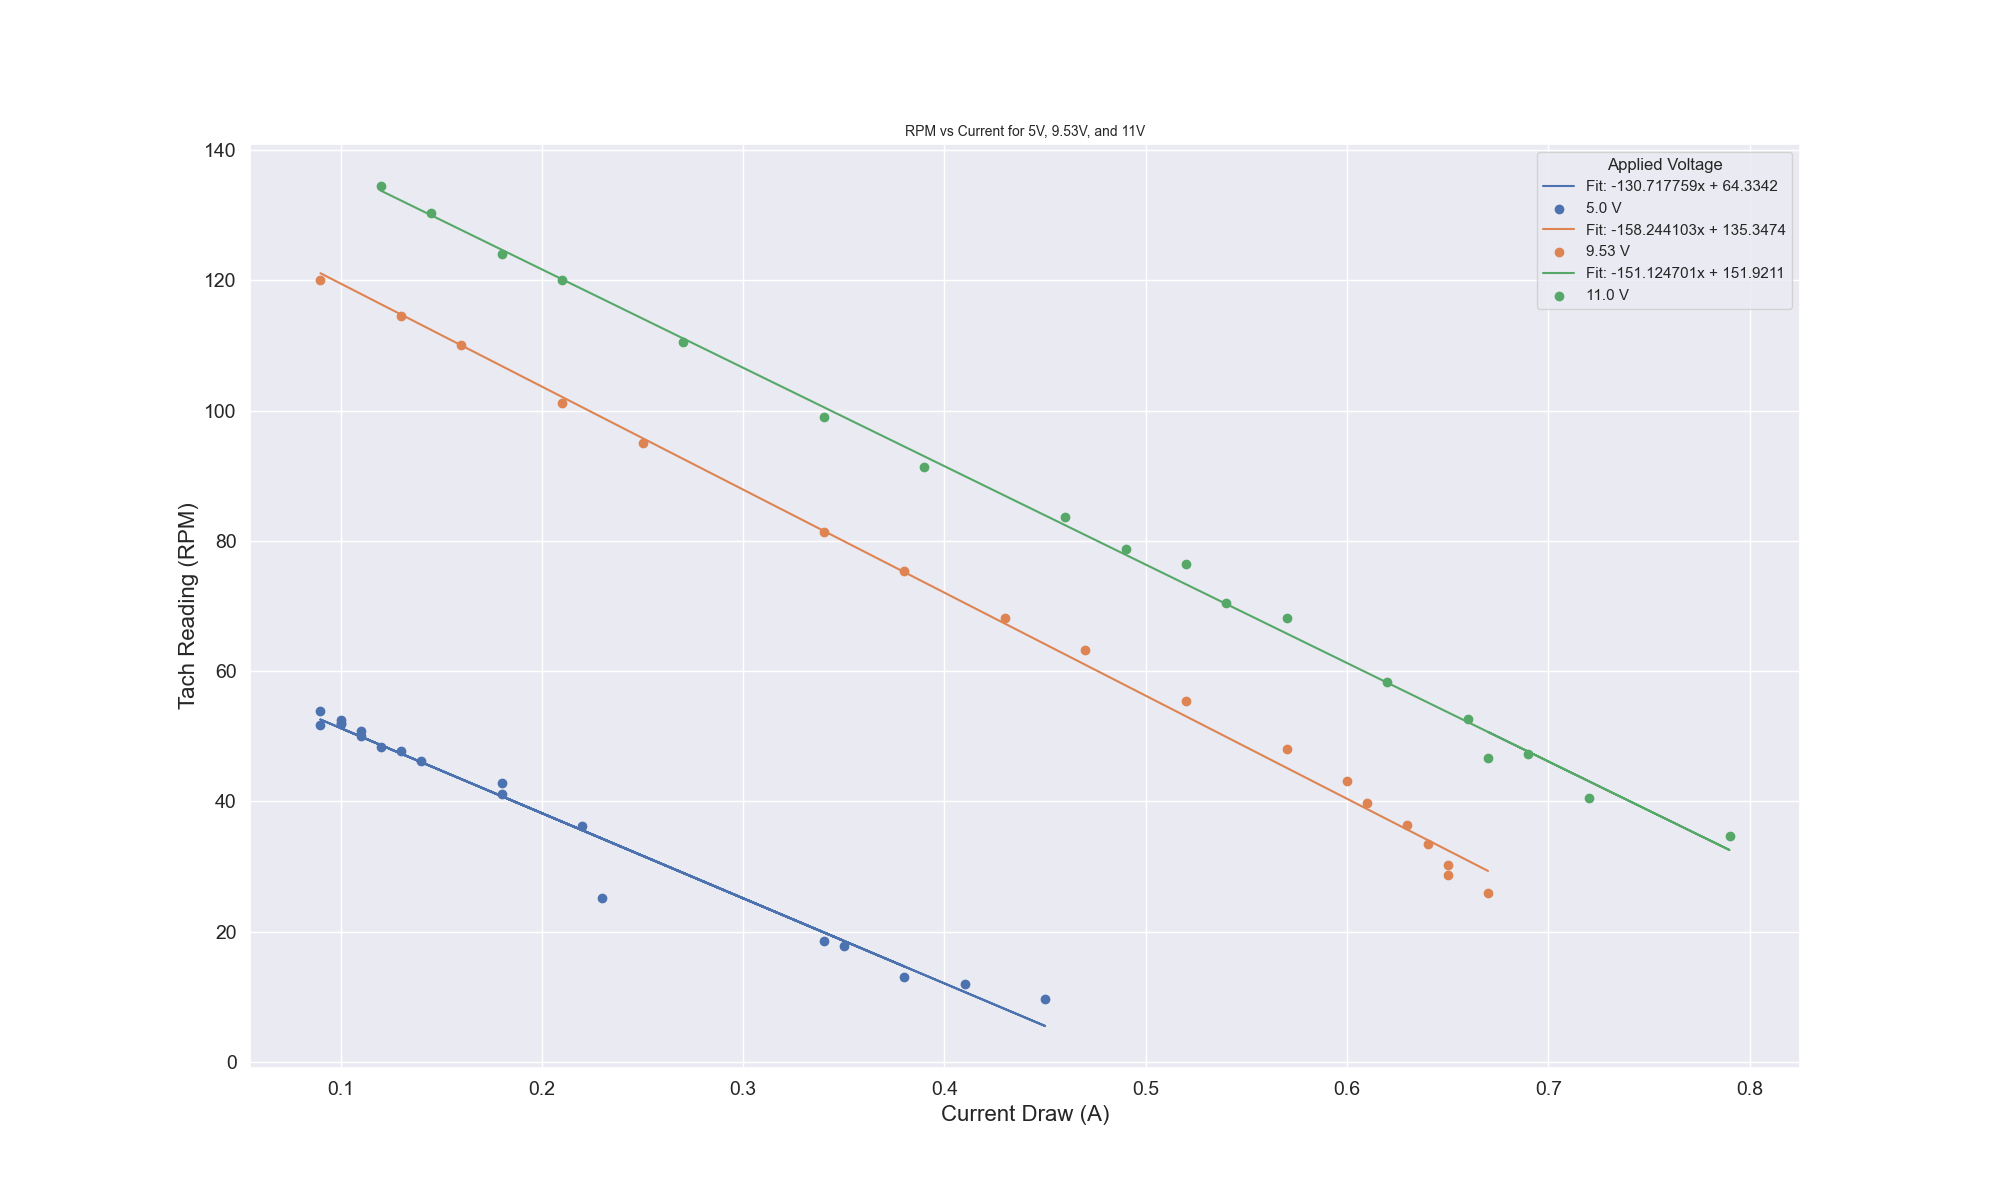 RPM vs Current for 5V, 9.53V, and 11V
Applied Voltage
Fit: -130.717759x + 64.3342
5.0 V
Fit: -158.244103x + 135.3474
9.53 V
Fit: -151.124701x + 151.9211
11.0 V
Tach Reading (RPM)
140
120
100
80
60
40
20
0
0.1 0.2 0.3 0.4 0.5 0.6 0.7 0.8
Current Draw (A)